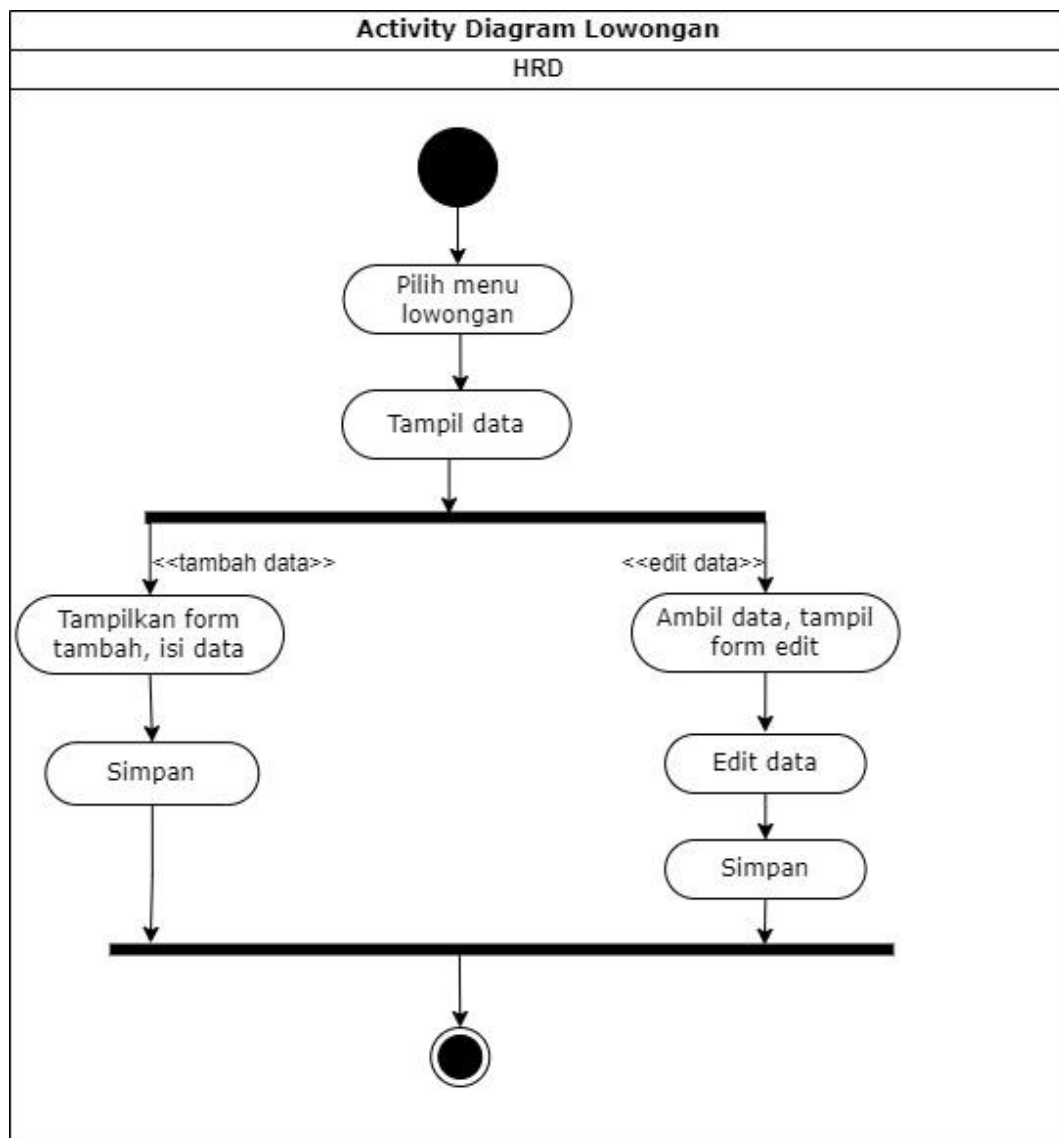 Activity Diagram Lowongan
HRD
Pilih menu
lowongan
Tampil data
<<tambah data>>
<<edit data>>
Tampilkan form
tambah, isi data
Ambil data, tampil
form edit
Simpan
Edit data
Simpan